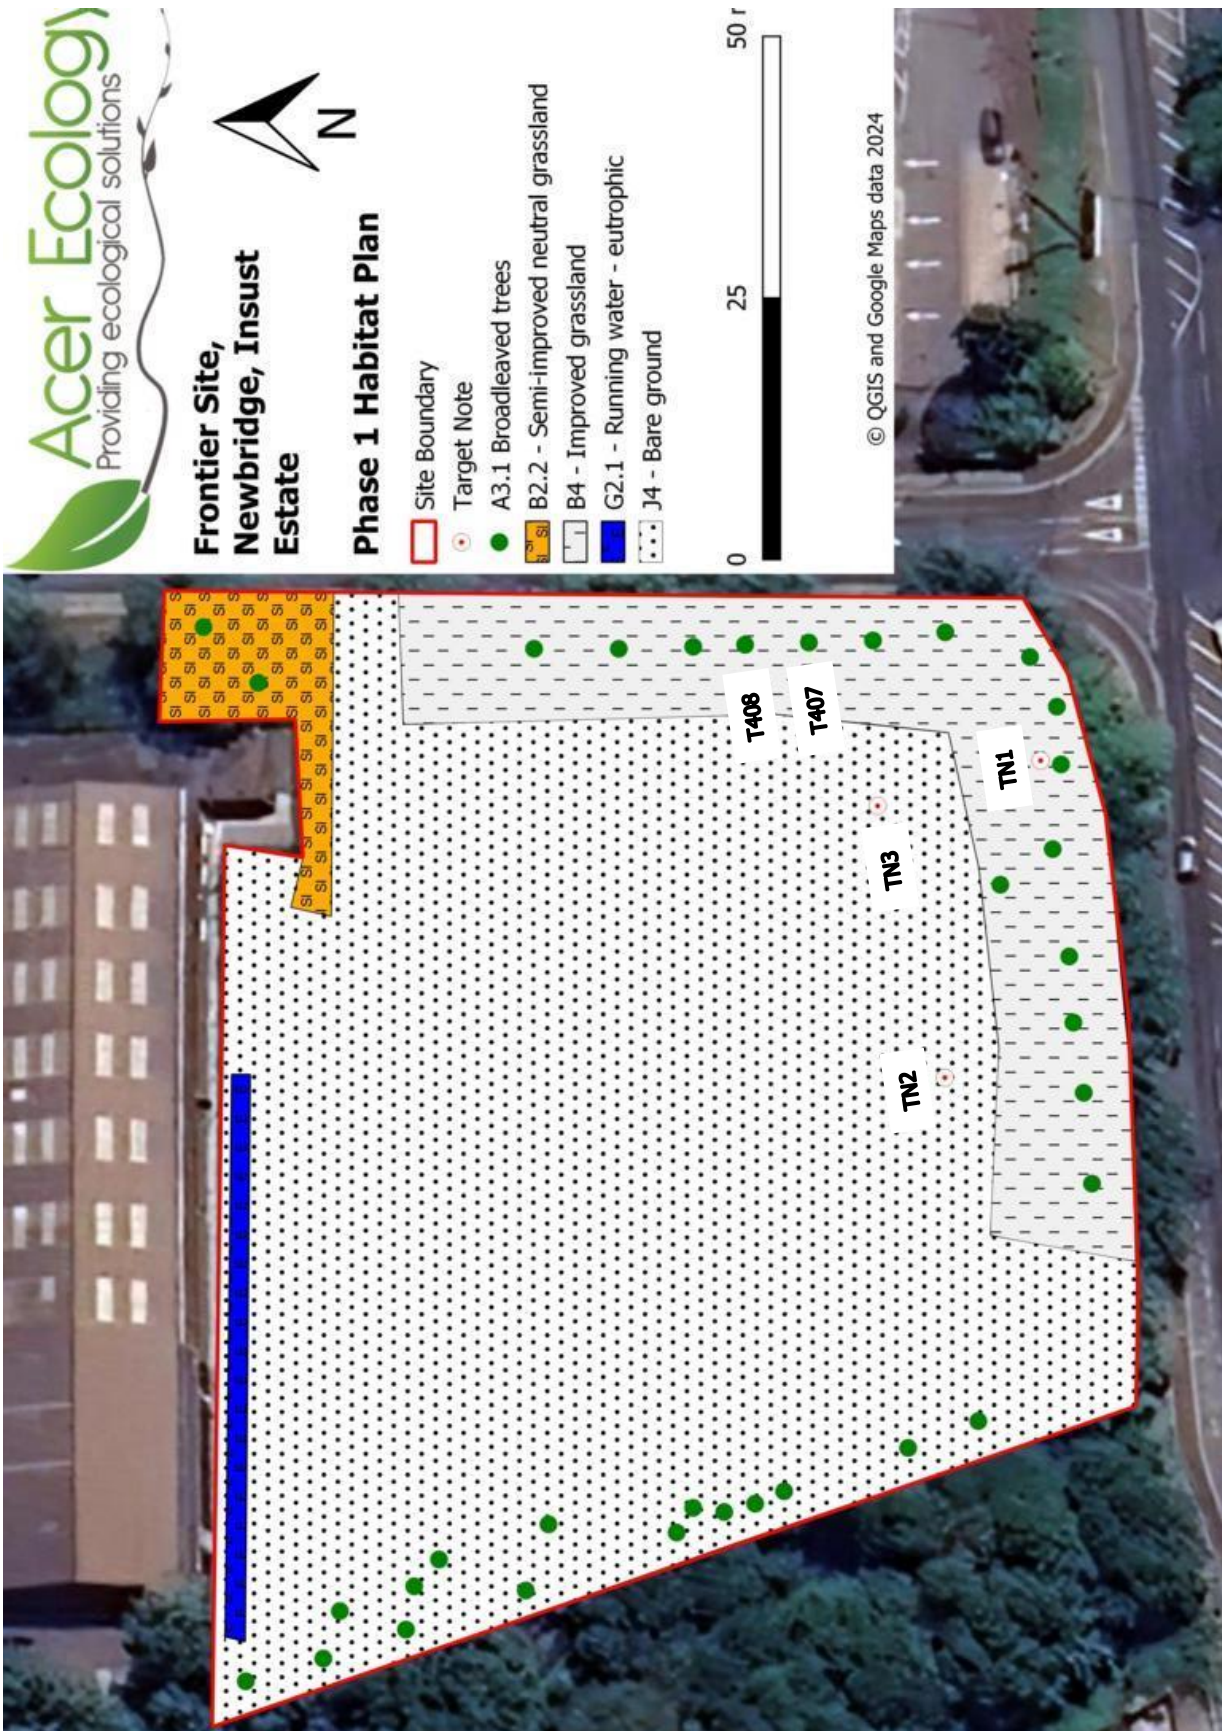 Acer Ecology
Providing ecological solutions
N
Frontier Site,
Newbridge, Insust
Estate
Phase 1 Habitat Plan
Site Boundary
Target Note
A3.1 Broadleaved trees
B2.2 - Semi-improved neutral grassland
B4 - Improved grassland
G2.1 - Running water - eutrophic
J4 - Bare ground
0 25 50 m
© QGIS and Google Maps data 2024
T408
T407
TN1
TN3
TN2